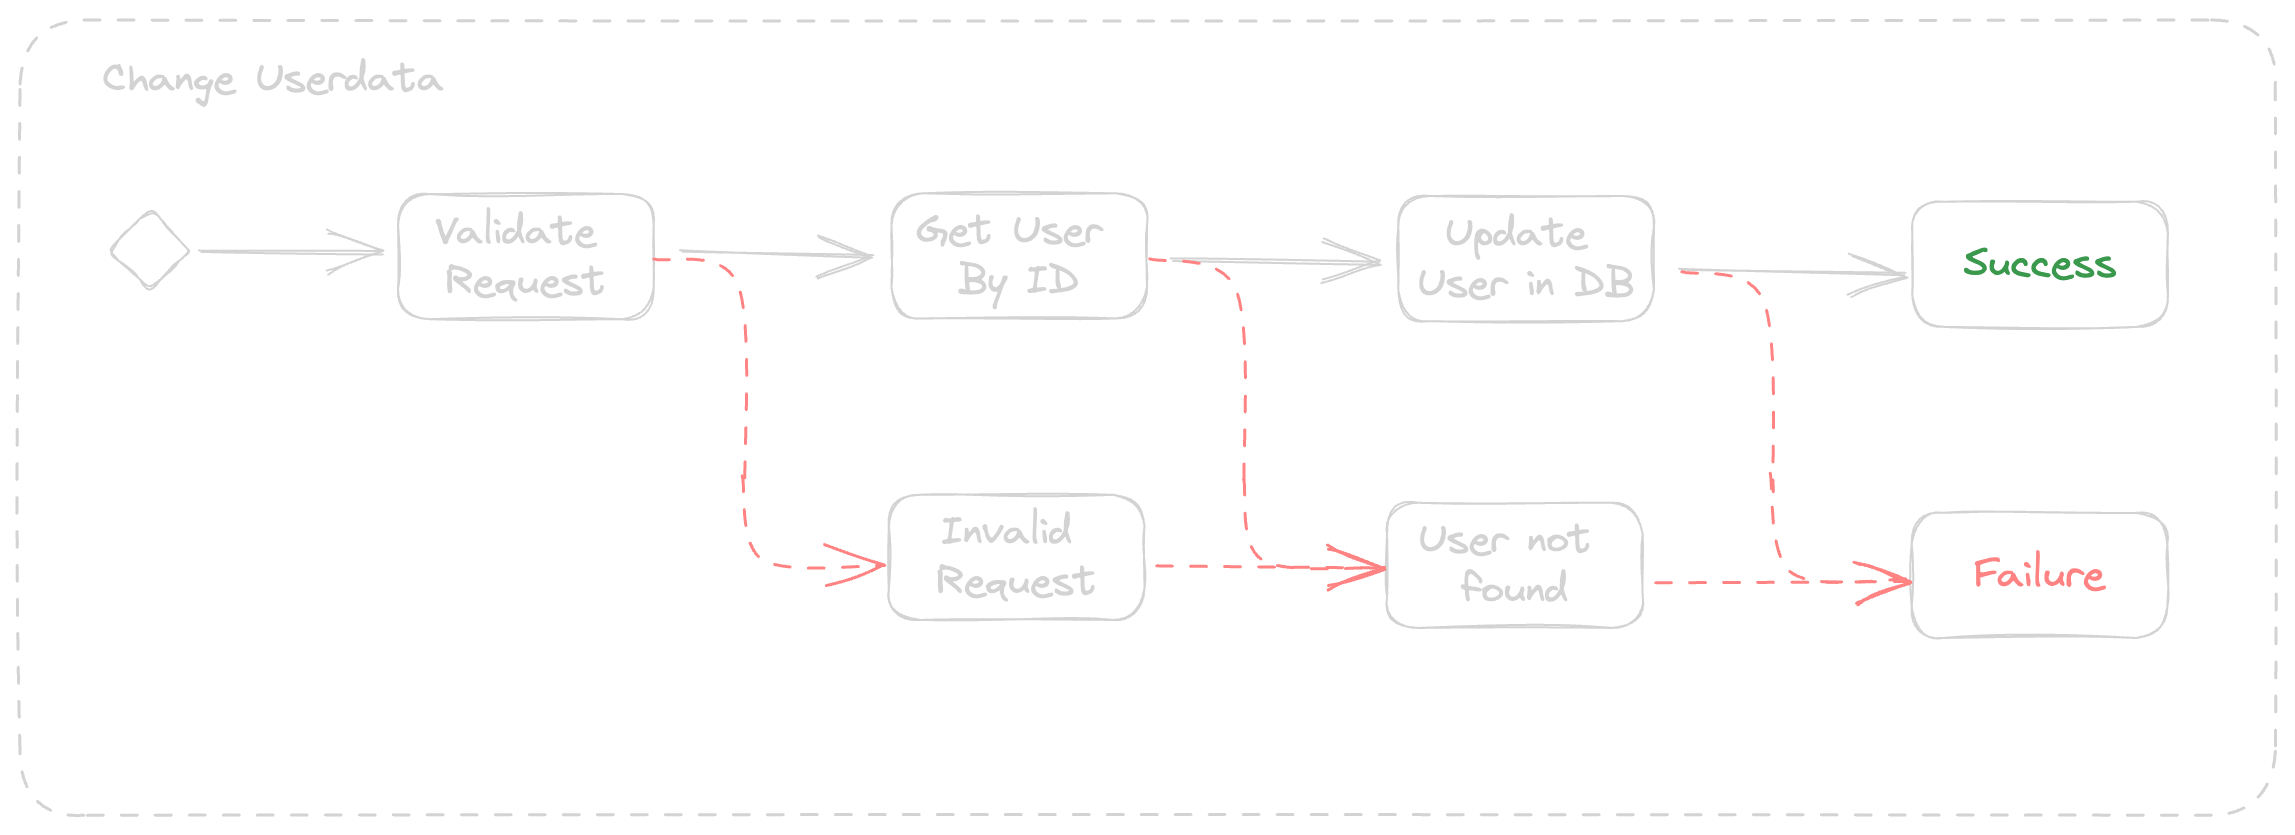 Change Userdata
Validate
Request
Get User
By ID
Update
User in DB
Success
Invalid
Request
User not
found
Failure